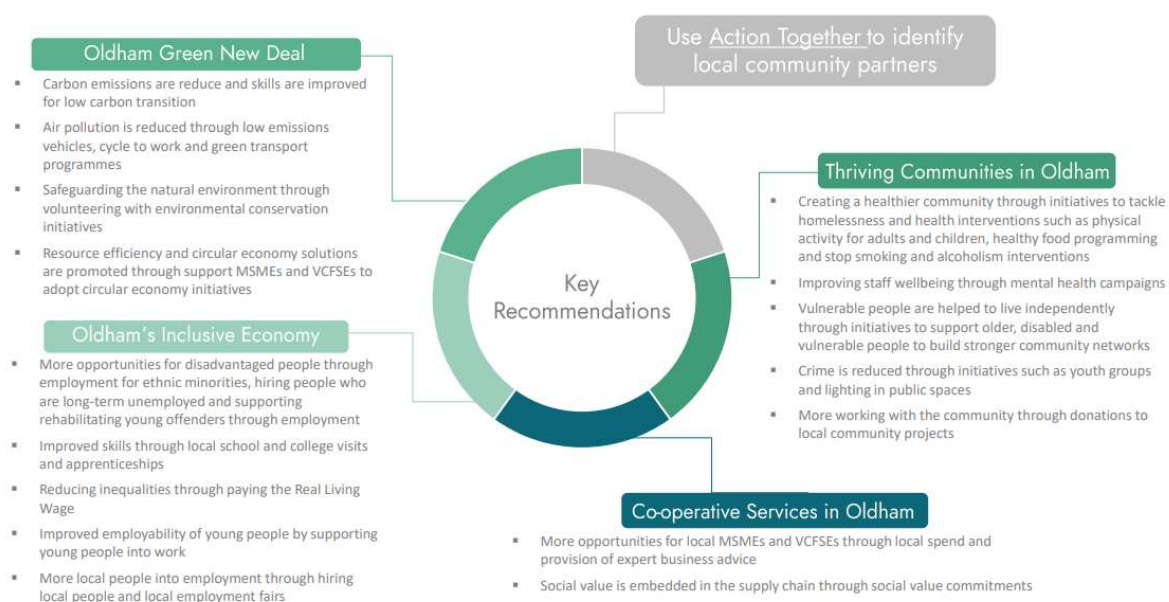 Oldham Green New Deal
▪ Carbon emissions are reduce and skills are improved
for low carbon transition
▪ Air pollution is reduced through low emissions
vehicles, cycle to work and green transport
programmes
▪ Safeguarding the natural environment through
volunteering with environmental conservation
initiatives
▪ Resource efficiency and circular economy solutions
are promoted through support MSMEs and VCFSEs to
adopt circular economy initiatives
Oldham's Inclusive Economy
▪ More opportunities for disadvantaged people through
employment for ethnic minorities, hiring people who
are long-term unemployed and supporting
rehabilitating young offenders through employment
▪ Improved skills through local school and college visits
and apprenticeships
▪ Reducing inequalities through paying the Real Living
Wage
▪ Improved employability of young people by supporting
young people into work
▪ More local people into employment through hiring
local people and local employment fairs
Key
Recommendations
Use Action Together to identify
local community partners
Thriving Communities in Oldham
▪ Creating a healthier community through initiatives to tackle
homelessness and health interventions such as physical
activity for adults and children, healthy food programming
and stop smoking and alcoholism interventions
▪ Improving staff wellbeing through mental health campaigns
▪ Vulnerable people are helped to live independently
through initiatives to support older, disabled and
vulnerable people to build stronger community networks
▪ Crime is reduced through initiatives such as youth groups
and lighting in public spaces
▪ More working with the community through donations to
local community projects
Co-operative Services in Oldham
▪ More opportunities for local MSMEs and VCFSEs through local spend and
provision of expert business advice
▪ Social value is embedded in the supply chain through social value commitments